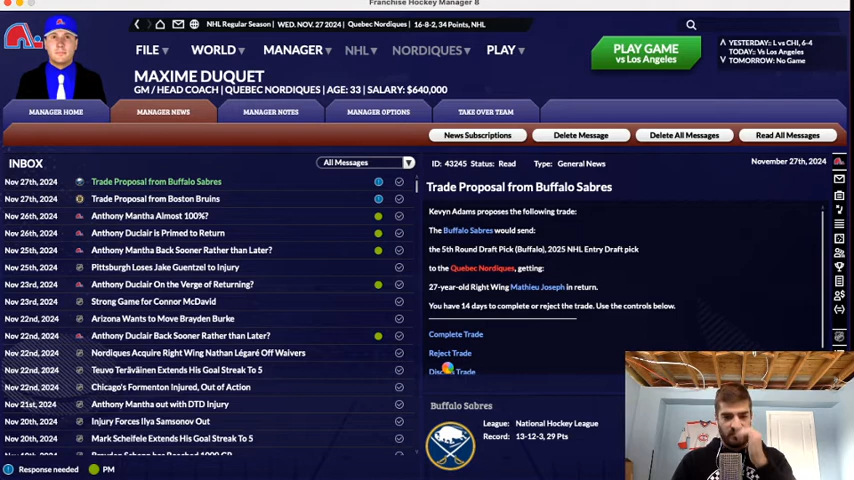 Franchise Hockey Manager 8
NHL Regular Season | WED. NOV. 27 2024 | Quebec Nordiques | 16-8-2, 34 Points, NHL
FILE WORLD MANAGER NHL NORDIQUES PLAY
PLAY GAME
vs Los Angeles
YESTERDAY: L vs CHI, 6-4
TODAY: Vs Los Angeles
TOMORROW: No Game
MAXIME DUQUET
GM / HEAD COACH | QUEBEC NORDIQUES | AGE: 33 | SALARY: $640,000
MANAGER HOME MANAGER NEWS MANAGER NOTES MANAGER OPTIONS TAKE OVER TEAM
News Subscriptions Delete Message Delete All Messages Read All Messages
INBOX All Messages
Nov 27th, 2024 Trade Proposal from Buffalo Sabres
Nov 27th, 2024 Trade Proposal from Boston Bruins
Nov 26th, 2024 Anthony Mantha Almost 100%?
Nov 26th, 2024 Anthony Duclair is Primed to Return
Nov 25th, 2024 Anthony Mantha Back Sooner Rather than Later?
Nov 25th, 2024 Pittsburgh Loses Jake Guentzel to Injury
Nov 23rd, 2024 Anthony Duclair On the Verge of Returning?
Nov 23rd, 2024 Strong Game for Connor McDavid
Nov 22nd, 2024 Arizona Wants to Move Brayden Burke
Nov 22nd, 2024 Anthony Duclair Back Sooner Rather than Later?
Nov 22nd, 2024 Nordiques Acquire Right Wing Nathan Légaré Off Waivers
Nov 22nd, 2024 Teuvo Teräväinen Extends His Goal Streak To 5
Nov 22nd, 2024 Chicago's Formenton Injured, Out of Action
Nov 21st, 2024 Anthony Mantha out with DTD Injury
Nov 20th, 2024 Injury Forces Ilya Samsonov Out
Nov 20th, 2024 Mark Scheifele Extends His Goal Streak To 5
Response needed PM
ID: 43245 Status: Read Type: General News November 27th, 2024
Trade Proposal from Buffalo Sabres
Kevyn Adams proposes the following trade:
The Buffalo Sabres would send:
the 5th Round Draft Pick (Buffalo), 2025 NHL Entry Draft pick
to the Quebec Nordiques, getting:
27-year-old Right Wing Mathieu Joseph in return.
You have 14 days to complete or reject the trade. Use the controls below.
Complete Trade
Reject Trade
Trade
Buffalo Sabres
League: National Hockey League
Record: 13-12-3, 29 Pts